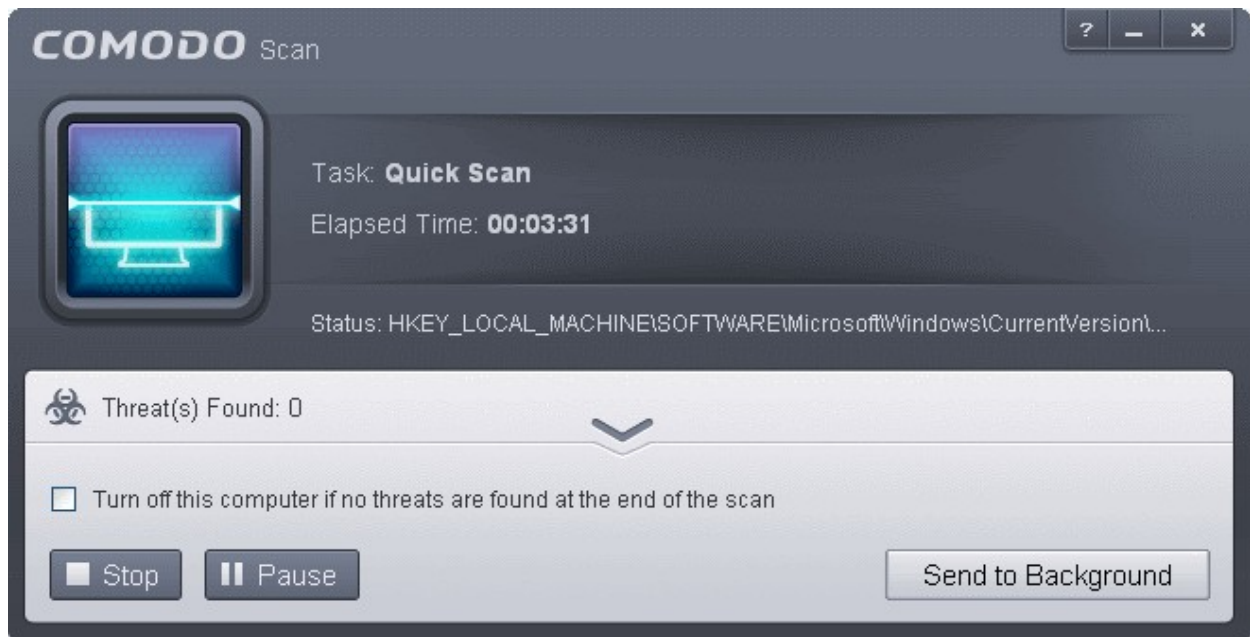 COMODO Scan
?
Task: Quick Scan
Elapsed Time: 00:03:31
Status: HKEY_LOCAL_MACHINE\SOFTWARE\Microsoft\Windows\CurrentVersion\...
Threat(s) Found: 0
Turn off this computer if no threats are found at the end of the scan
Stop Pause Send to Background